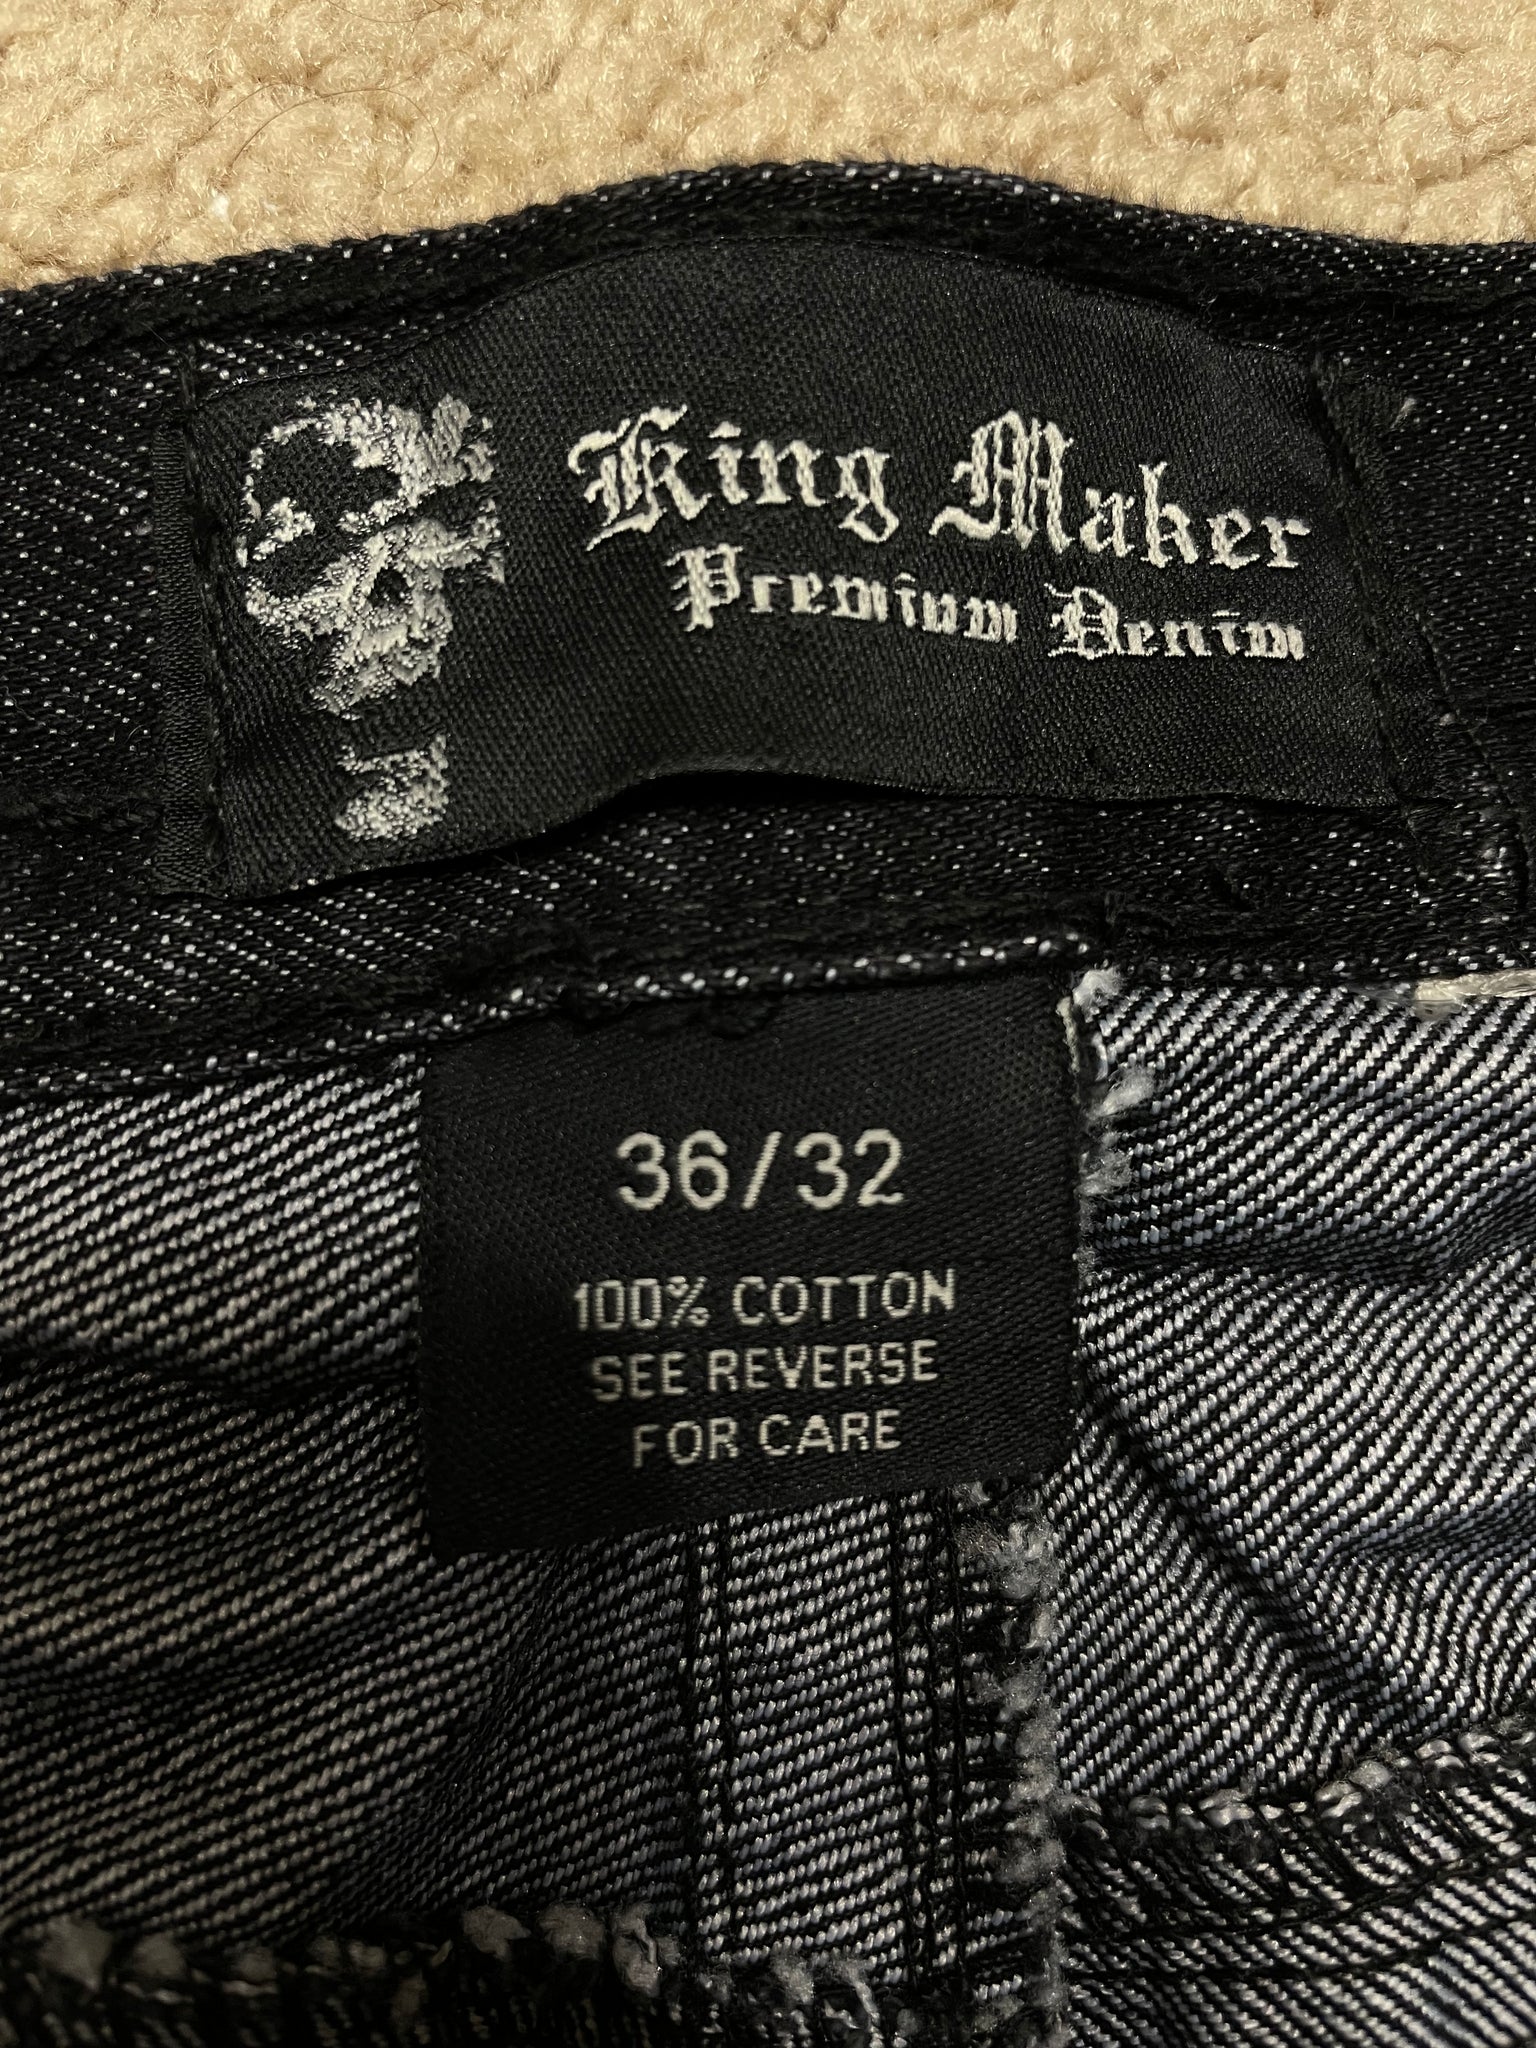 King Maker
Premium Denim
36/32
100% COTTON
SEE REVERSE
FOR CARE